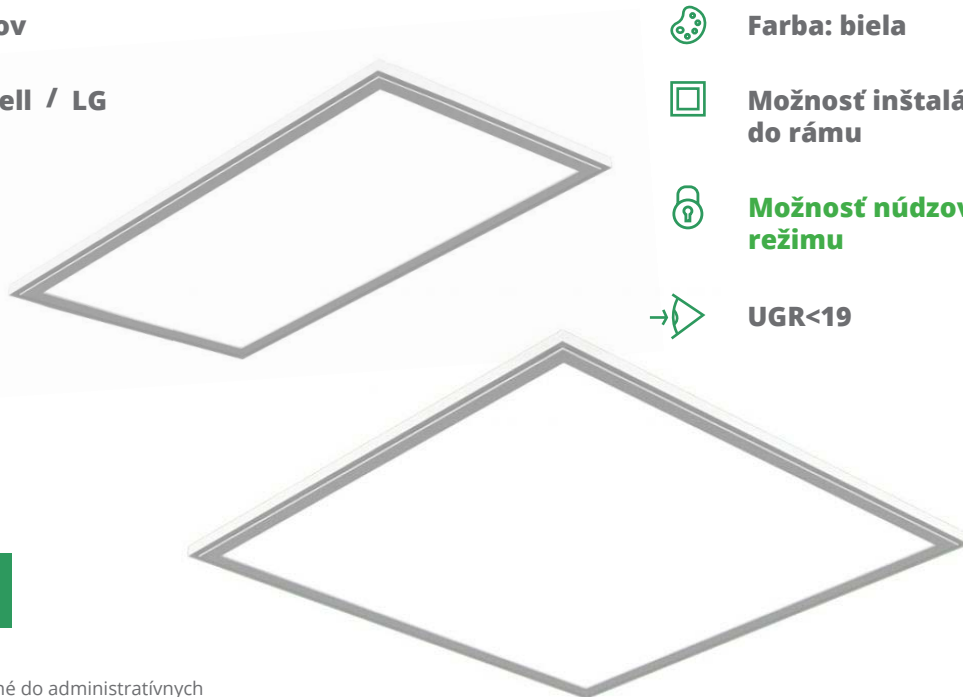 ov
ell / LG
Farba: biela
Možnosť inštalá
do rámu
Možnosť núdzov
režimu
UGR<19
né do administratívnych